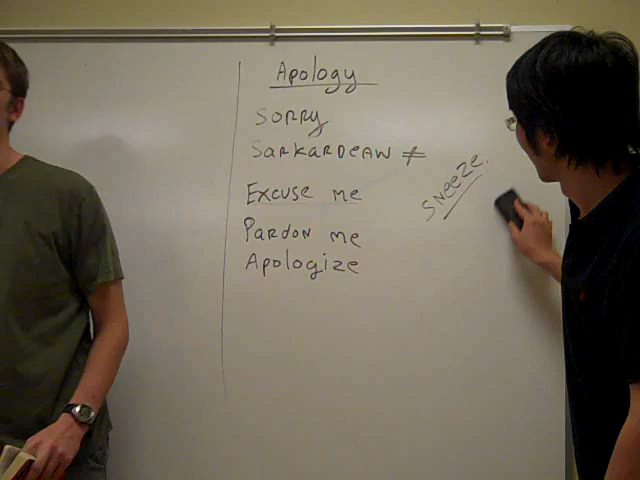 Apology
Sorry
Sarkardeaw ≠
Excuse me
Sneeze.
Pardon me
Apologize